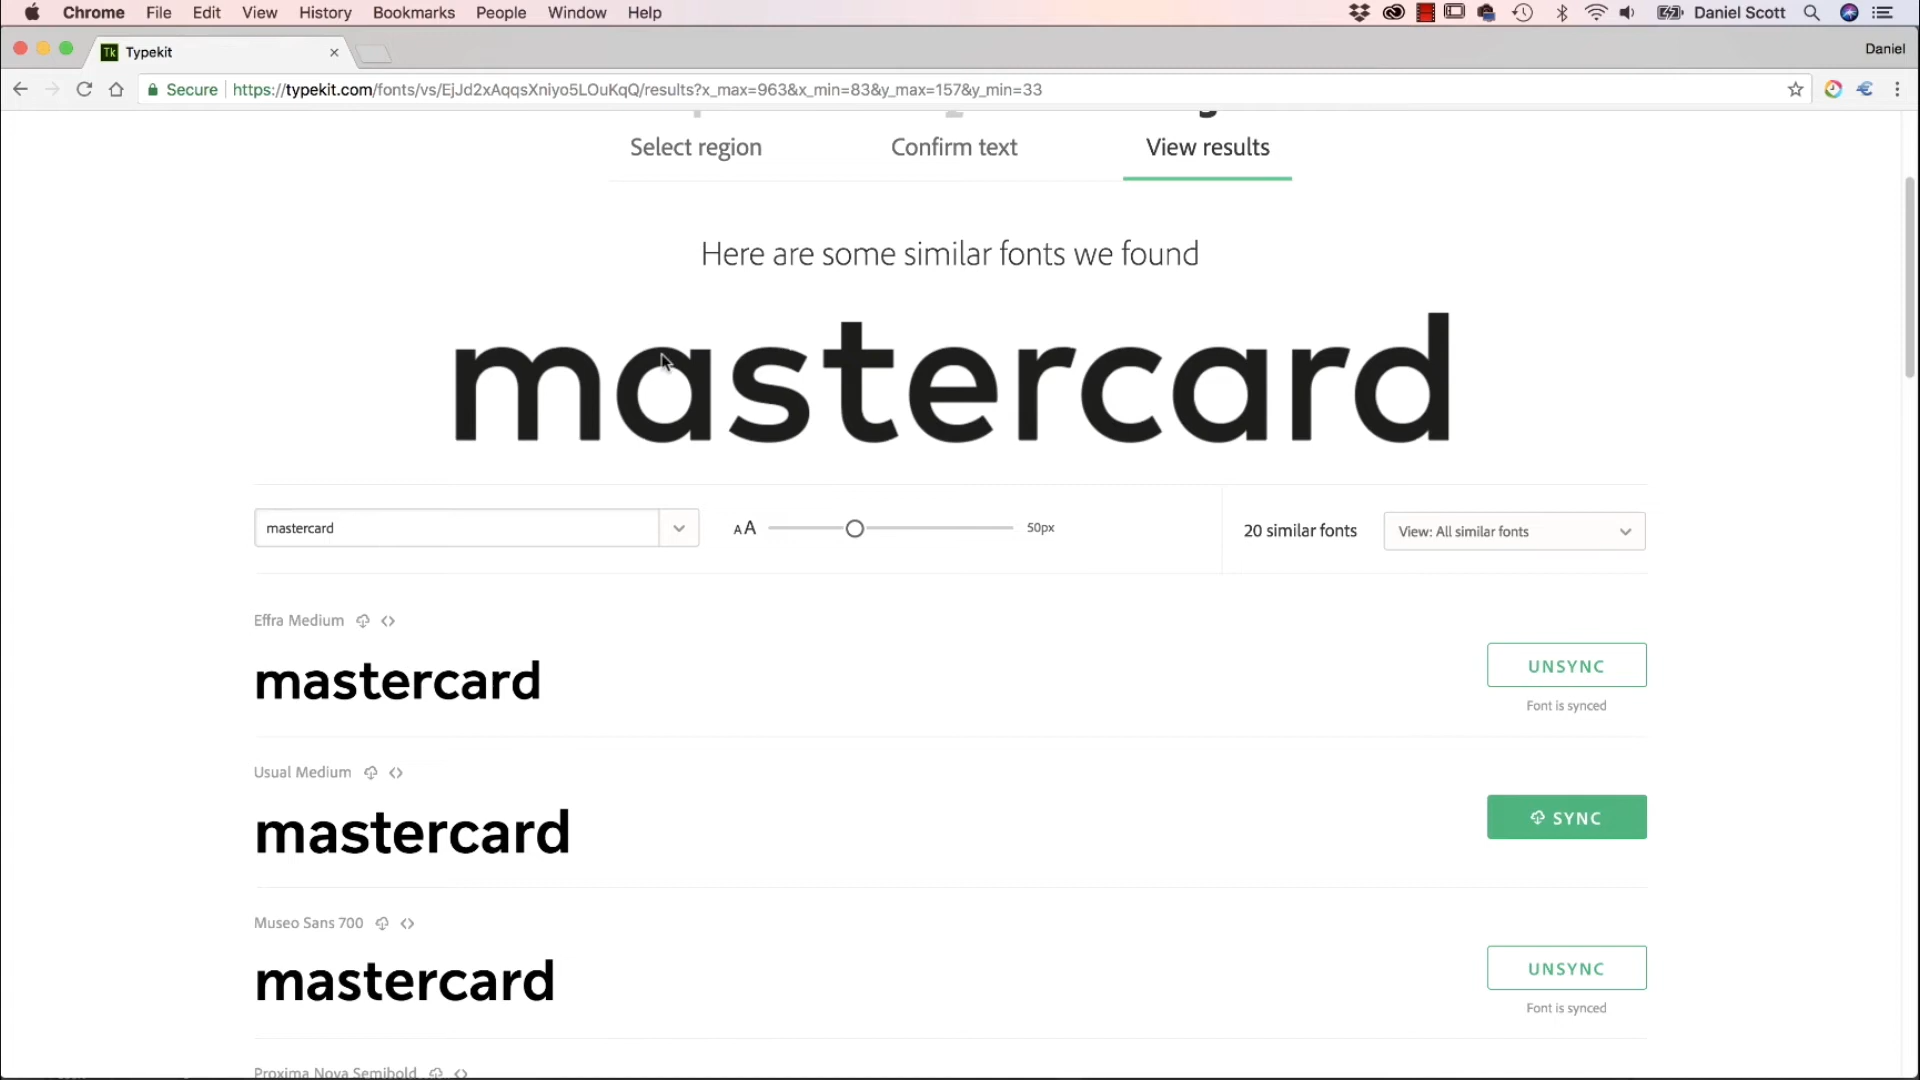 Chrome File Edit View History Bookmarks People Window Help Daniel Scott
Tk Typekit Daniel
Secure https://typekit.com/fonts/vs/EjJd2xAqqsXniyo5LOuKqQ/results?x_max=963&x_min=83&y_max=157&y_min=33
Select region Confirm text View results
Here are some similar fonts we found
mastercard
mastercard AA 50px 20 similar fonts View: All similar fonts
Effra Medium
mastercard
UNSYNC
Font is synced
Usual Medium
mastercard
SYNC
Museo Sans 700
mastercard
UNSYNC
Font is synced
Proxima Nova Semibold